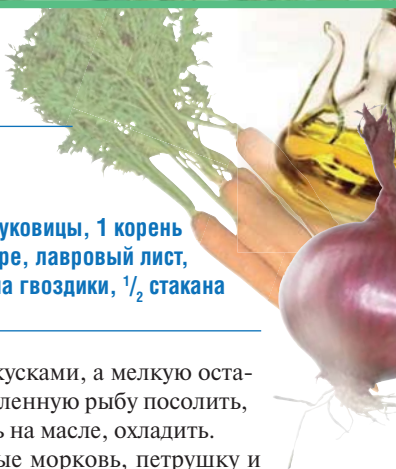 уковицы, 1 корень
ре, лавровый лист,
на гвоздики, 1/2 стакана
кусками, а мелкую оста-
ленную рыбу посолить,
ь на масле, охладить.
ые морковь, петрушку и